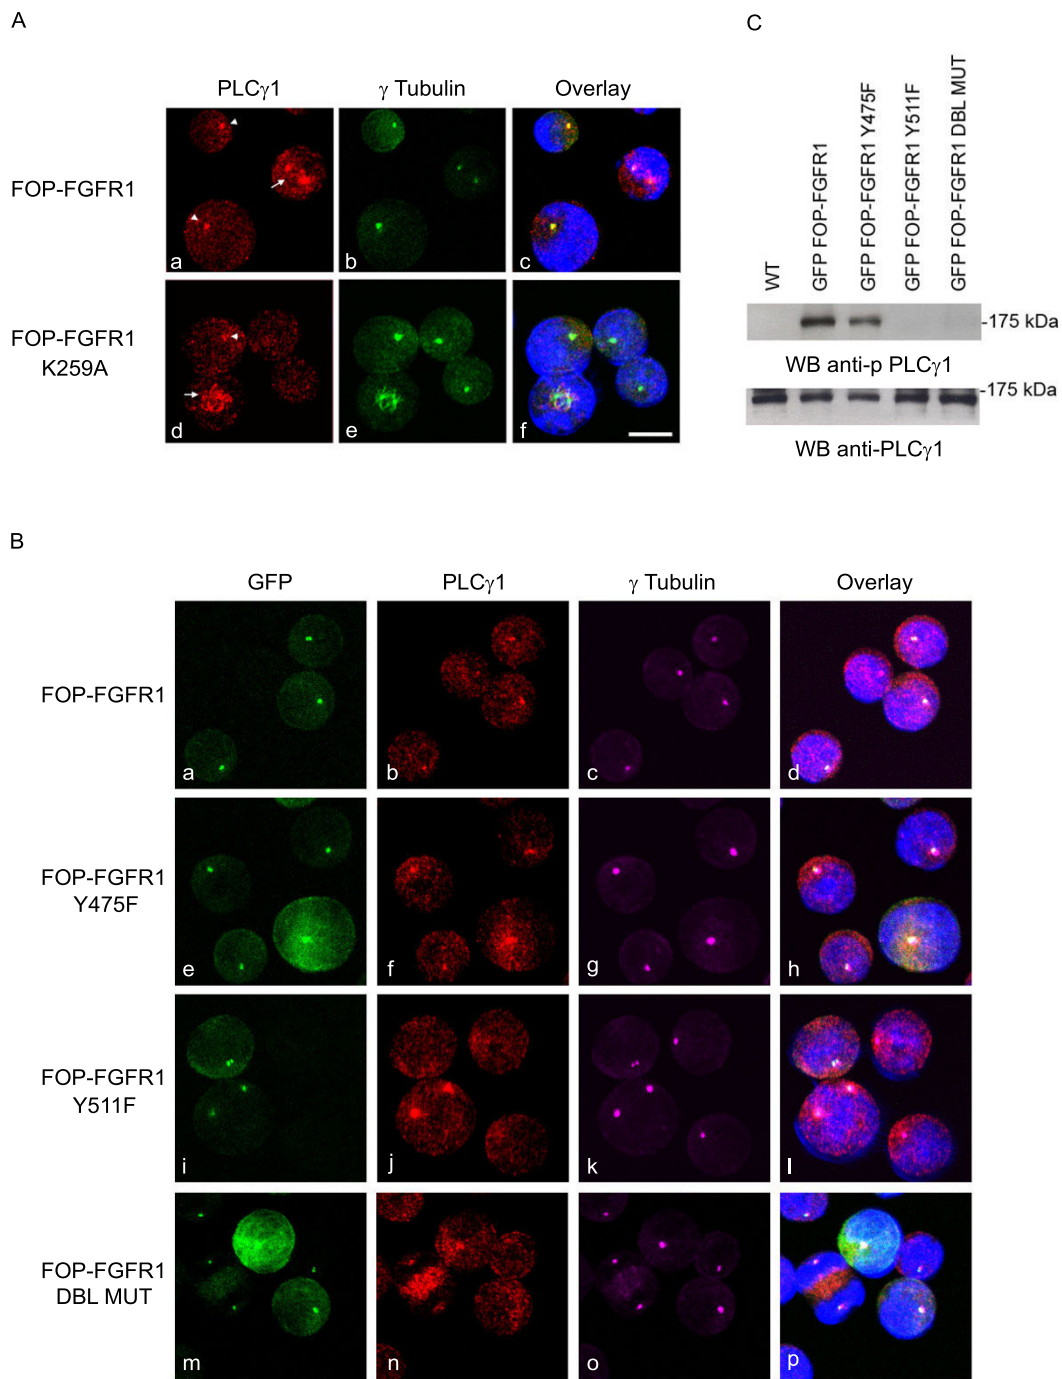 A
PLCγ1
γ Tubulin
Overlay
FOP-FGFR1
a
b
c
FOP-FGFR1
K259A
d
e
f
C
WT
GFP FOP-FGFR1
GFP FOP-FGFR1 Y475F
GFP FOP-FGFR1 Y511F
GFP FOP-FGFR1 DBL MUT
-175 kDa
WB anti-p PLCγ1
-175 kDa
WB anti-PLCγ1
B
GFP
PLCγ1
γ Tubulin
Overlay
FOP-FGFR1
a
b
c
d
FOP-FGFR1
Y475F
e
f
g
h
FOP-FGFR1
Y511F
i
j
k
l
FOP-FGFR1
DBL MUT
m
n
o
p